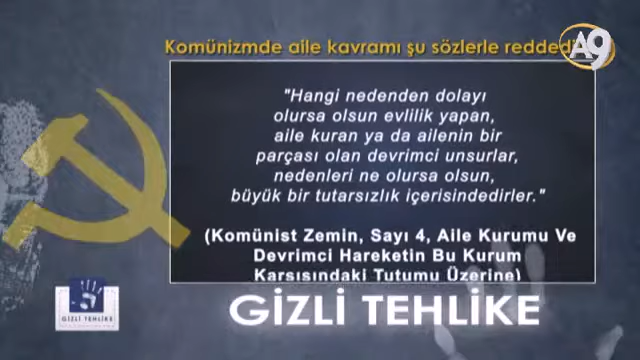 Komünizmde aile kavramı şu sözlerle reddedi
A9
"Hangi nedenden dolayı
olursa olsun evlilik yapan,
aile kuran ya da ailenin bir
parçası olan devrimci unsurlar,
nedenleri ne olursa olsun,
büyük bir tutarsızlık içerisindedirler."
(Komünist Zemin, Sayı 4, Aile Kurumu Ve
Devrimci Hareketin Bu Kurum
Karşısındaki Tutumu Üzerine)
GİZLİ TEHLİKE
GİZLİ TEHLİKE